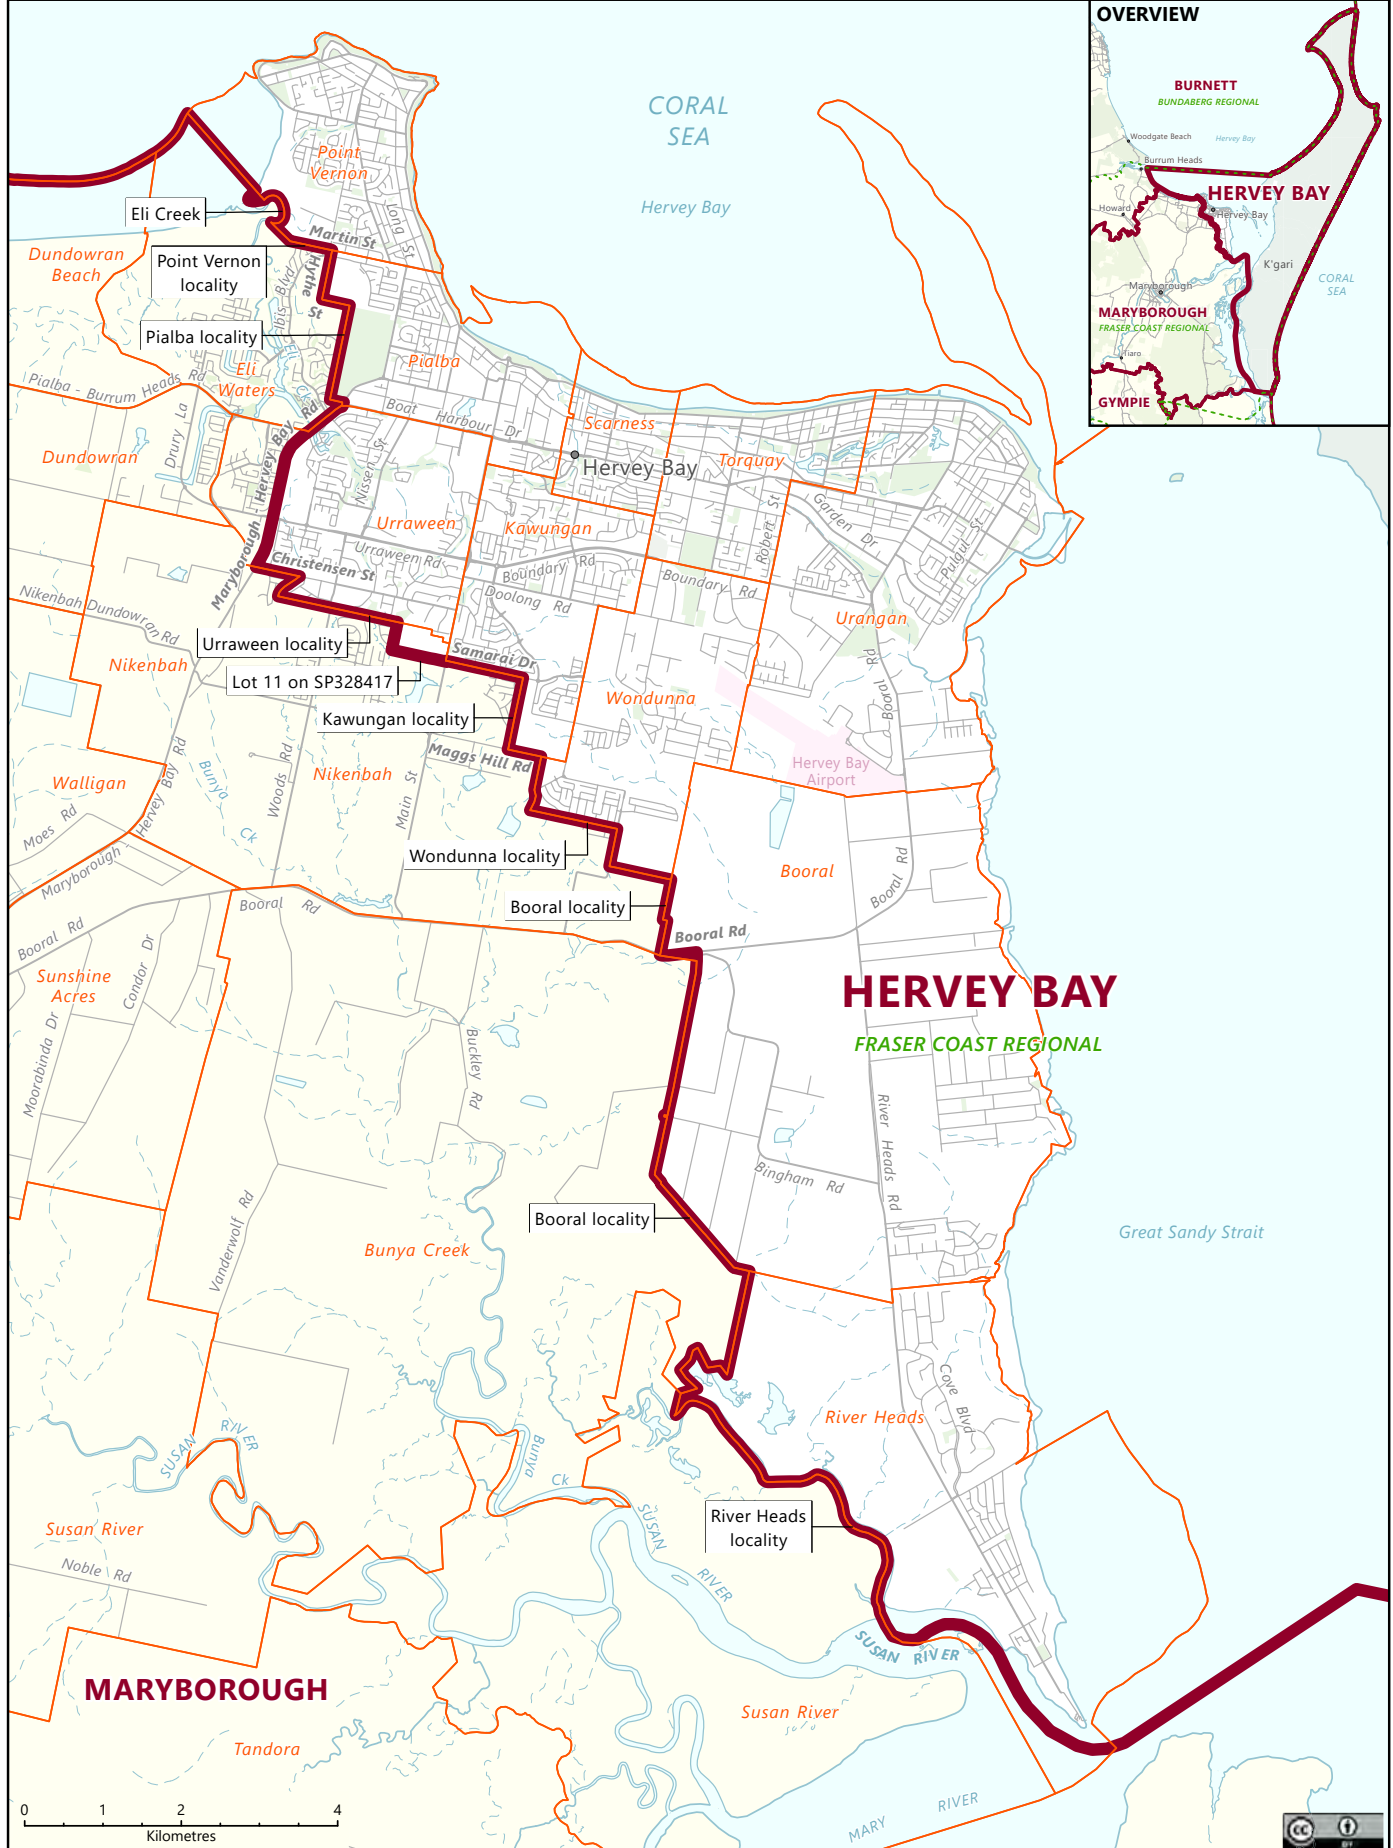 OVERVIEW
BURNETT
BUNDABERG REGIONAL
Woodgate Beach
Hervey Bay
Burrum Heads
HERVEY BAY
Howard
Hervey Bay
K'gari
CORAL
SEA
Maryborough
MARYBOROUGH
FRASER COAST REGIONAL
Tiaro
GYMPIE
CORAL
SEA
Hervey Bay
Point
Vernon
Long St
Eli Creek
Martin St
Dundowran
Beach
Point Vernon
locality
Hythe
St
Ibis Blvd
Pialba locality
Eli
Ck
Eli
Waters
Pialba
Pialba - Burrum Heads Rd
Drury La
Boat Harbour Dr
Scarness
Hervey Bay
Torquay
Dundowran
Maryborough - Hervey Bay Rd
Nissen St
Urraween
Kawungan
Robert St
Garden Dr
Pulgul St
Urraween Rd
Boundary Rd
Christensen St
Doolong Rd
Boundary Rd
Nikenbah Dundowran Rd
Urangan
Urraween locality
Samarai Dr
Nikenbah
Lot 11 on SP328417
Booral Rd
Wondunna
Kawungan locality
Maggs Hill Rd
Hervey Bay
Airport
Walligan
Bunya
Ck
Woods Rd
Nikenbah
Main St
Moes Rd
Maryborough - Hervey Bay Rd
Wondunna locality
Booral
Booral Rd
Booral Rd
Booral locality
Booral Rd
Booral Rd
Condor Dr
Sunshine
Acres
HERVEY BAY
FRASER COAST REGIONAL
Moorabinda Dr
Buckley Rd
River Heads Rd
Bingham Rd
Vanderwolf Rd
Booral locality
Bunya Creek
Great Sandy Strait
Cove Blvd
River Heads
SUSAN RIVER
Bunya
Ck
SUSAN
RIVER
River Heads
locality
Susan River
Noble Rd
SUSAN RIVER
MARYBOROUGH
Susan River
Tandora
MARY RIVER
0 1 2 4
Kilometres
CC
BY